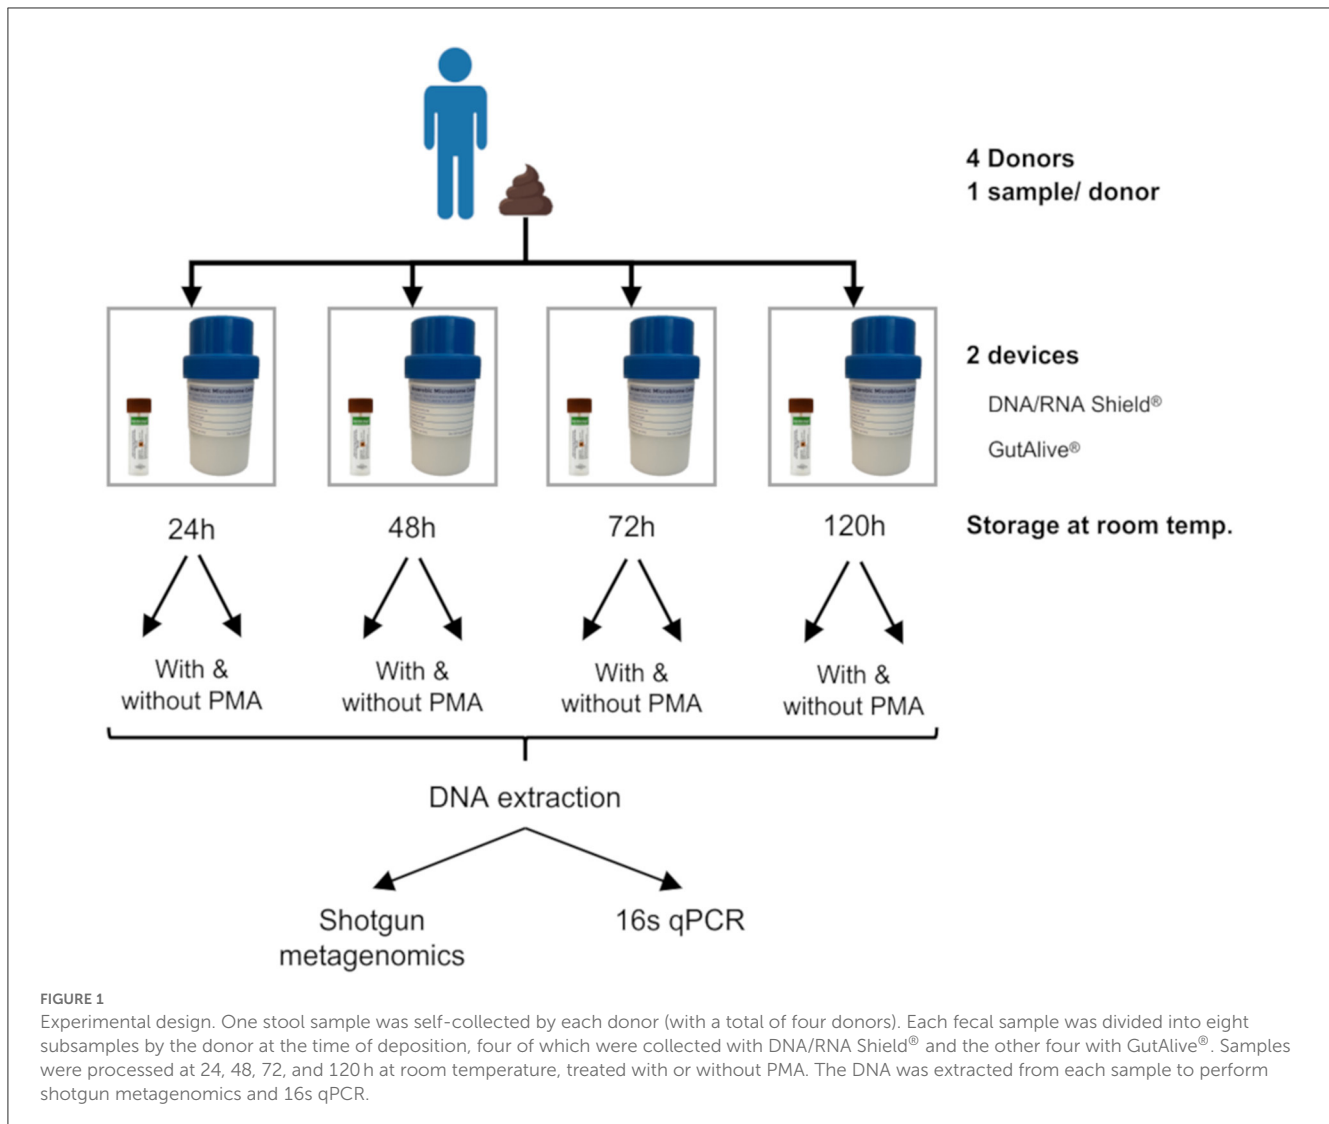 4 Donors
1 sample/ donor
2 devices
DNA/RNA Shield®
GutAlive®
24h
48h
72h
120h
Storage at room temp.
With &
without PMA
With &
without PMA
With &
without PMA
With &
without PMA
DNA extraction
Shotgun
metagenomics
16s qPCR
FIGURE 1
Experimental design. One stool sample was self-collected by each donor (with a total of four donors). Each fecal sample was divided into eight
subsamples by the donor at the time of deposition, four of which were collected with DNA/RNA Shield® and the other four with GutAlive®. Samples
were processed at 24, 48, 72, and 120 h at room temperature, treated with or without PMA. The DNA was extracted from each sample to perform
shotgun metagenomics and 16s qPCR.